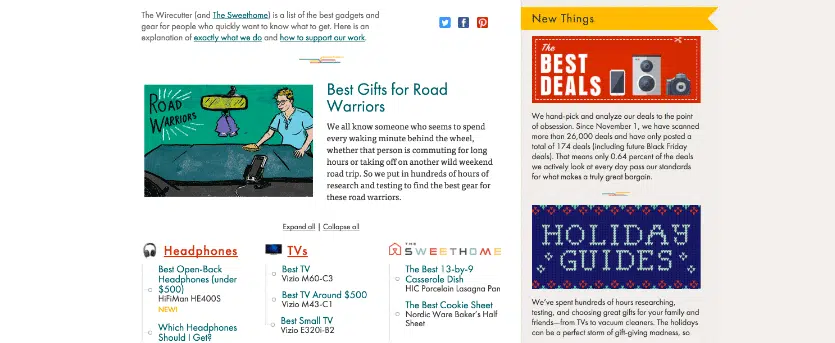 The Wirecutter (and The Sweethome) is a list of the best gadgets and
gear for people who quickly want to know what to get. Here is an
explanation of exactly what we do and how to support our work.
ROAD
WARRIORS
Best Gifts for Road
Warriors
We all know someone who seems to spend
every waking minute behind the wheel,
whether that person is commuting for long
hours or taking off on another wild weekend
road trip. So we put in hundreds of hours of
research and testing to find the best gear for
these road warriors.
Expand all | Collapse all
Headphones
Best Open-Back
Headphones (under
$500)
HiFiMan HE400S
NEW!
Which Headphones
Should I Get?
TVs
Best TV
Vizio M60-C3
Best TV Around $500
Vizio M43-C1
Best Small TV
Vizio E320i-B2
THE
SWEETHOME
The Best 13-by-9
Casserole Dish
HIC Porcelain Lasagna Pan
The Best Cookie Sheet
Nordic Ware Baker's Half
Sheet
New Things
The
BEST
DEALS
We hand-pick and analyze our deals to the point
of obsession. Since November 1, we have scanned
more than 26,000 deals and have only posted a
total of 174 deals (including future Black Friday
deals). That means only 0.64 percent of the deals
we actively look at every day pass our standards
for what makes a truly great bargain.
HOLIDAY
GUIDES
We've spent hundreds of hours researching,
testing, and choosing great gifts for your family and
friends—from TVs to vacuum cleaners. The holidays
can be a perfect storm of gift-giving madness, so